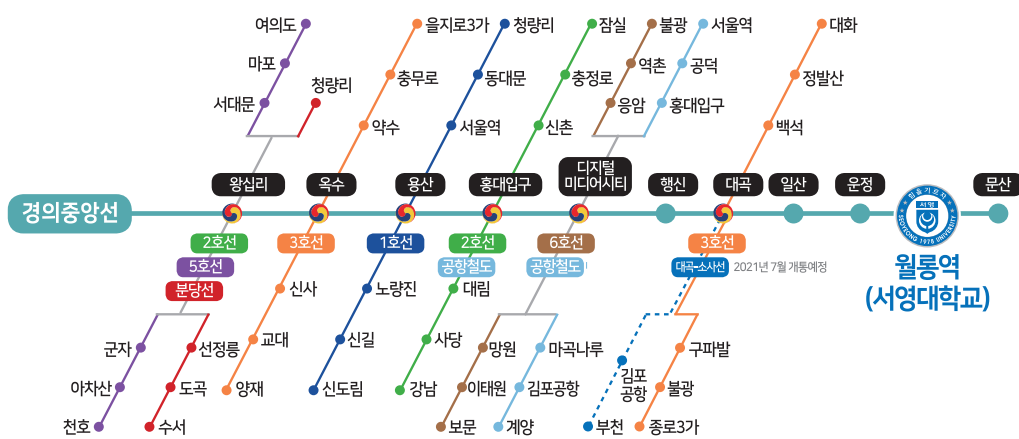 여의도
마포
서대문
청량리
을지로3가
충무로
약수
청량리
동대문
서울역
잠실
충정로
신촌
불광
역촌
응암
서울역
공덕
홍대입구
대화
정발산
백석
경의중앙선
왕십리
옥수
용산
홍대입구
디지털
미디어시티
행신
대곡
일산
운정
문산
2호선
5호선
분당선
3호선
1호선
2호선
공항철도
6호선
공항철도
3호선
대곡-소사선
2021년 7월 개통예정
서영
SEOYEONG 1978 UNIVERSITY
월롱역
(서영대학교)
군자
아차산
천호
선정릉
도곡
수서
신사
교대
양재
노량진
신길
신도림
대림
사당
강남
망원
이태원
보문
마곡나루
김포공항
계양
김포
공항
부천
구파발
불광
종로3가